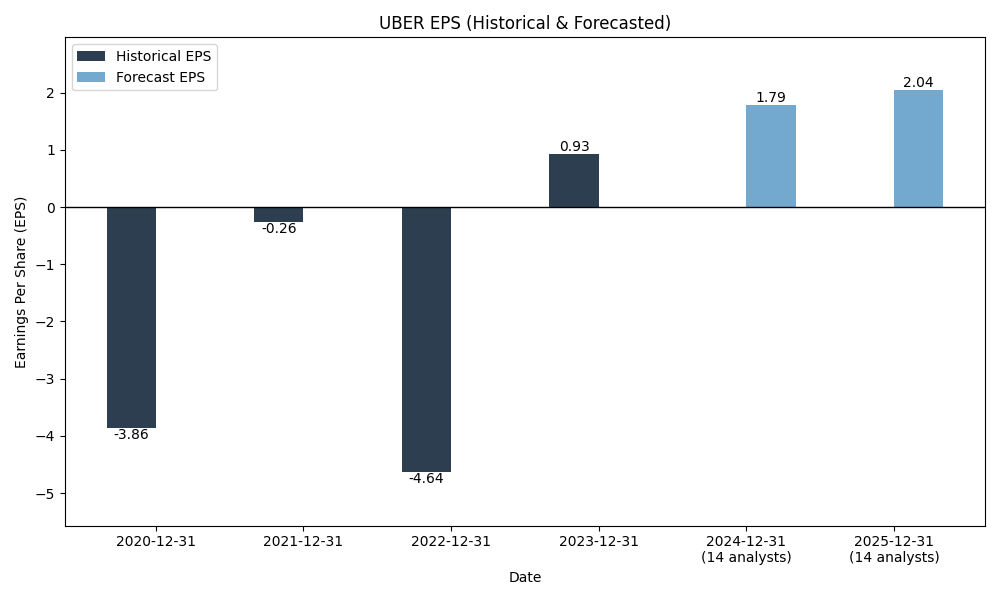 UBER EPS (Historical & Forecasted)
Historical EPS
Forecast EPS
Earnings Per Share (EPS)
2
1
0
−1
−2
−3
−4
−5
-3.86
-0.26
-4.64
0.93
1.79
2.04
2020-12-31
2021-12-31
2022-12-31
2023-12-31
2024-12-31
(14 analysts)
2025-12-31
(14 analysts)
Date